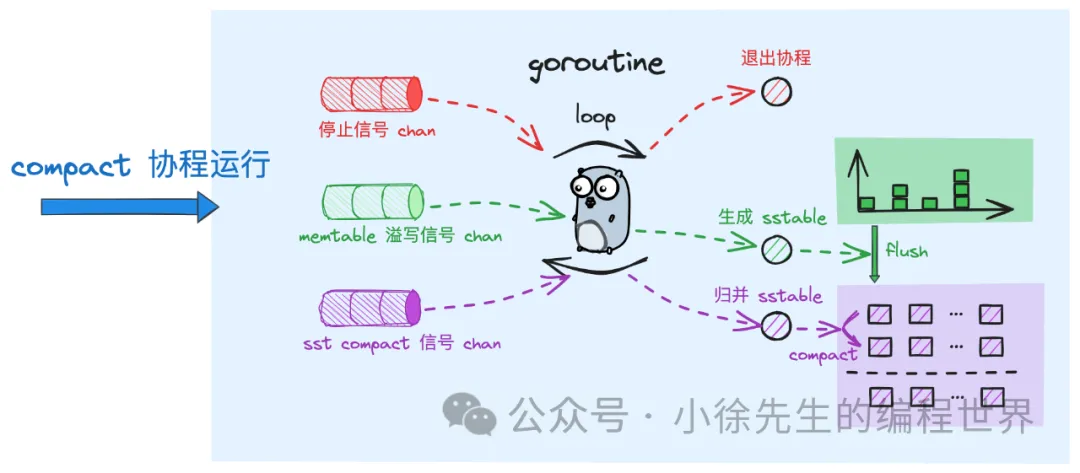 compact 协程运行
goroutine
loop
停止信号 chan
退出协程
memtable 溢写信号 chan
生成 sstable
flush
sst compact 信号 chan
归并 sstable
compact
...
...
...
公众号 · 小徐先生的编程世界